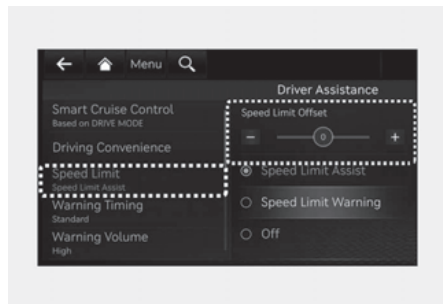 Menu
Driver Assistance
Smart Cruise Control
Based on DRIVE MODE
Driving Convenience
Speed Limit
Speed Limit Assist
Warning Timing
Standard
Warning Volume
High
Speed Limit Offset
− 0 +
Speed Limit Assist
Speed Limit Warning
Off